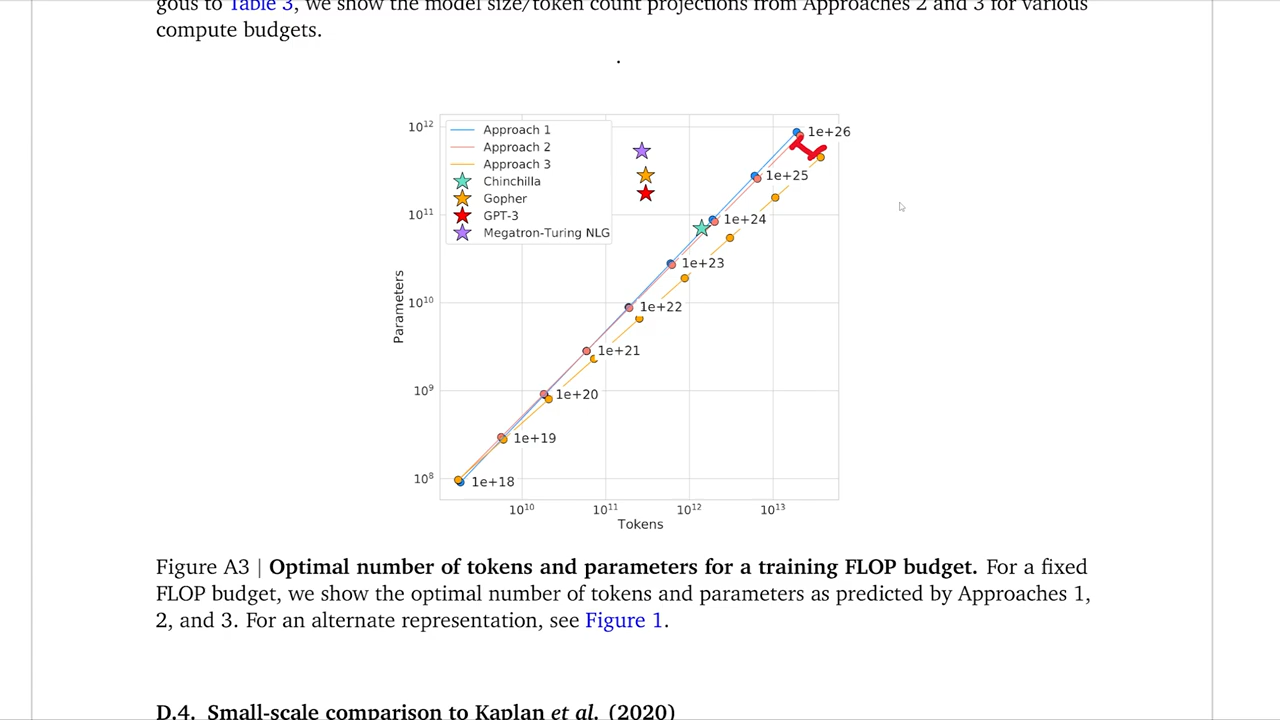 gous to Table 3, we show the model size/token count projections from Approaches 2 and 3 for various
compute budgets.
.
10¹²
10¹¹
10¹⁰
10⁹
10⁸
Parameters
Approach 1
Approach 2
Approach 3
Chinchilla
Gopher
GPT-3
Megatron-Turing NLG
1e+26
1e+25
1e+24
1e+23
1e+22
1e+21
1e+20
1e+19
1e+18
10¹⁰ 10¹¹ 10¹² 10¹³
Tokens
Figure A3 | Optimal number of tokens and parameters for a training FLOP budget. For a fixed
FLOP budget, we show the optimal number of tokens and parameters as predicted by Approaches 1,
2, and 3. For an alternate representation, see Figure 1.
D.4. Small-scale comparison to Kaplan et al. (2020)